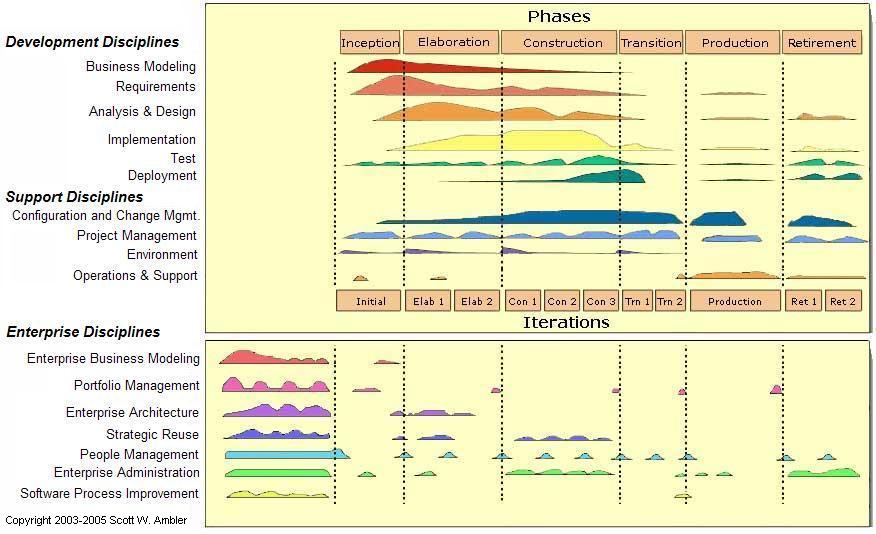 Phases
Inception Elaboration Construction Transition Production Retirement
Development Disciplines
Business Modeling
Requirements
Analysis & Design
Implementation
Test
Deployment
Support Disciplines
Configuration and Change Mgmt.
Project Management
Environment
Operations & Support
Initial Elab 1 Elab 2 Con 1 Con 2 Con 3 Trn 1 Trn 2 Production Ret 1 Ret 2
Iterations
Enterprise Disciplines
Enterprise Business Modeling
Portfolio Management
Enterprise Architecture
Strategic Reuse
People Management
Enterprise Administration
Software Process Improvement
Copyright 2003-2005 Scott W. Ambler